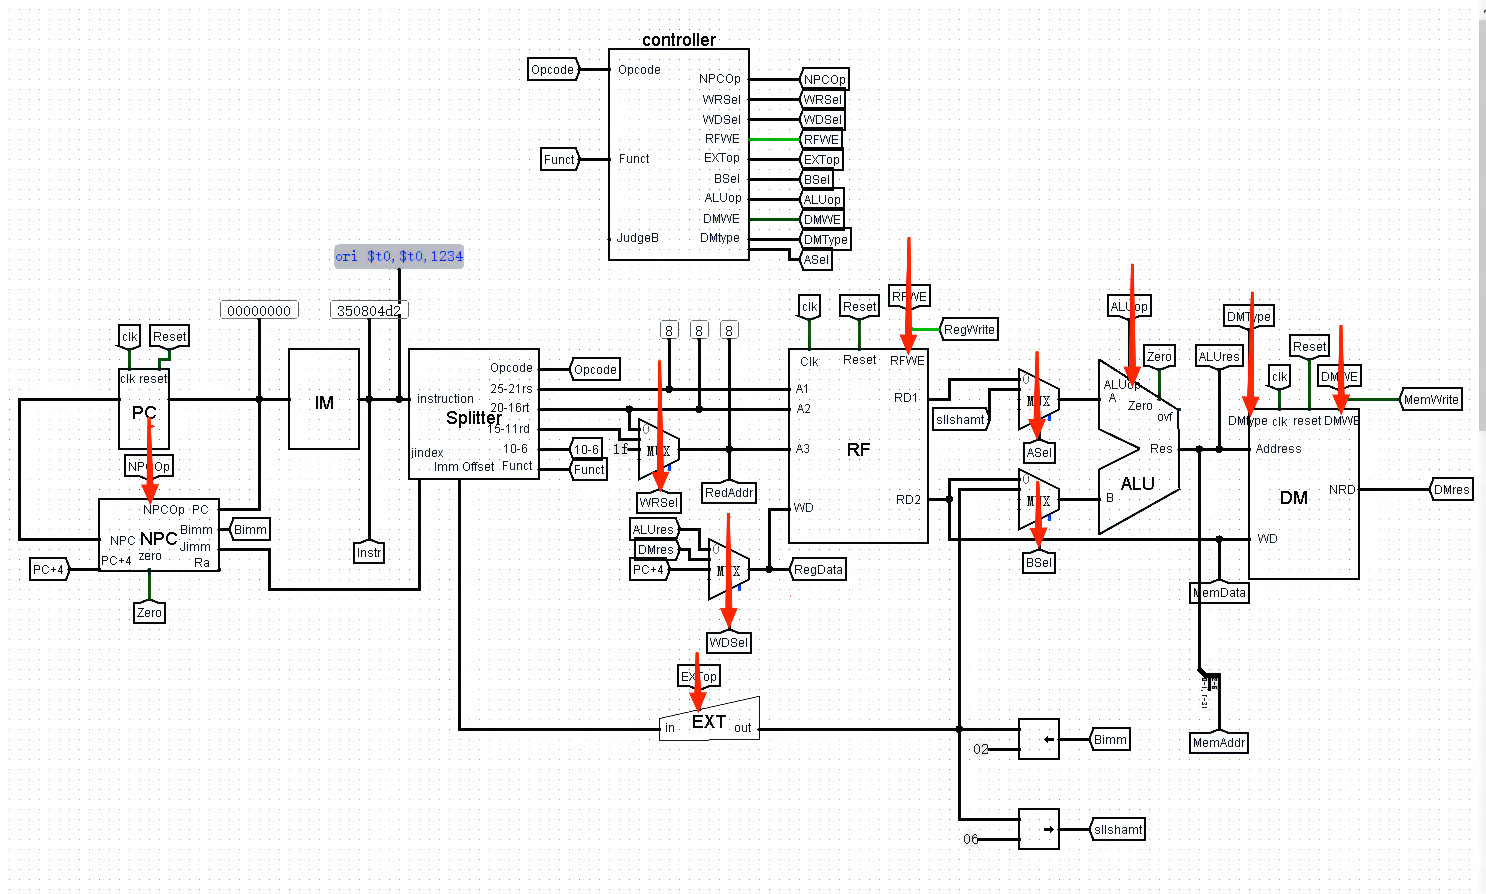 controller
Opcode
Opcode
NPCOp
NPCOp
WRSel
WRSel
WDSel
WDSel
RFWE
RFWE
Funct
Funct
EXTop
EXTop
BSel
BSel
ALUop
ALUop
DMWE
DMWE
JudgeB
DMtype
DMType
ASel
ori $t0,$t0,1234
00000000
350804d2
clk
Reset
clk reset
PC
NPCOp
NPCOp PC
NPC
NPC
Bimm
Bimm
Jimm
zero
PC+4
PC+4
Ra
Zero
IM
Instr
instruction
Splitter
Opcode
Opcode
25-21rs
20-16rt
15-11rd
10-6
10-6
jindex
Imm Offset
Funct
Funct
8
8
8
0
1f
MUX
WRSel
RedAddr
ALUres
DMres
PC+4
0
MUX
RegData
WDSel
clk
Reset
RFWE
RegWrite
Clk
Reset
RFWE
A1
A2
A3
RF
RD1
RD2
WD
sllshamt
0
MUX
ASel
0
MUX
BSel
ALUop
Zero
ALUop
A
Zero
ovf
Res
ALU
B
ALUres
DMType
clk
Reset
DMWE
MemWrite
DMtype clk reset DMWE
Address
NRD
DMres
DM
WD
MemData
MemAddr
EXTop
in
EXT
out
02
Bimm
06
sllshamt